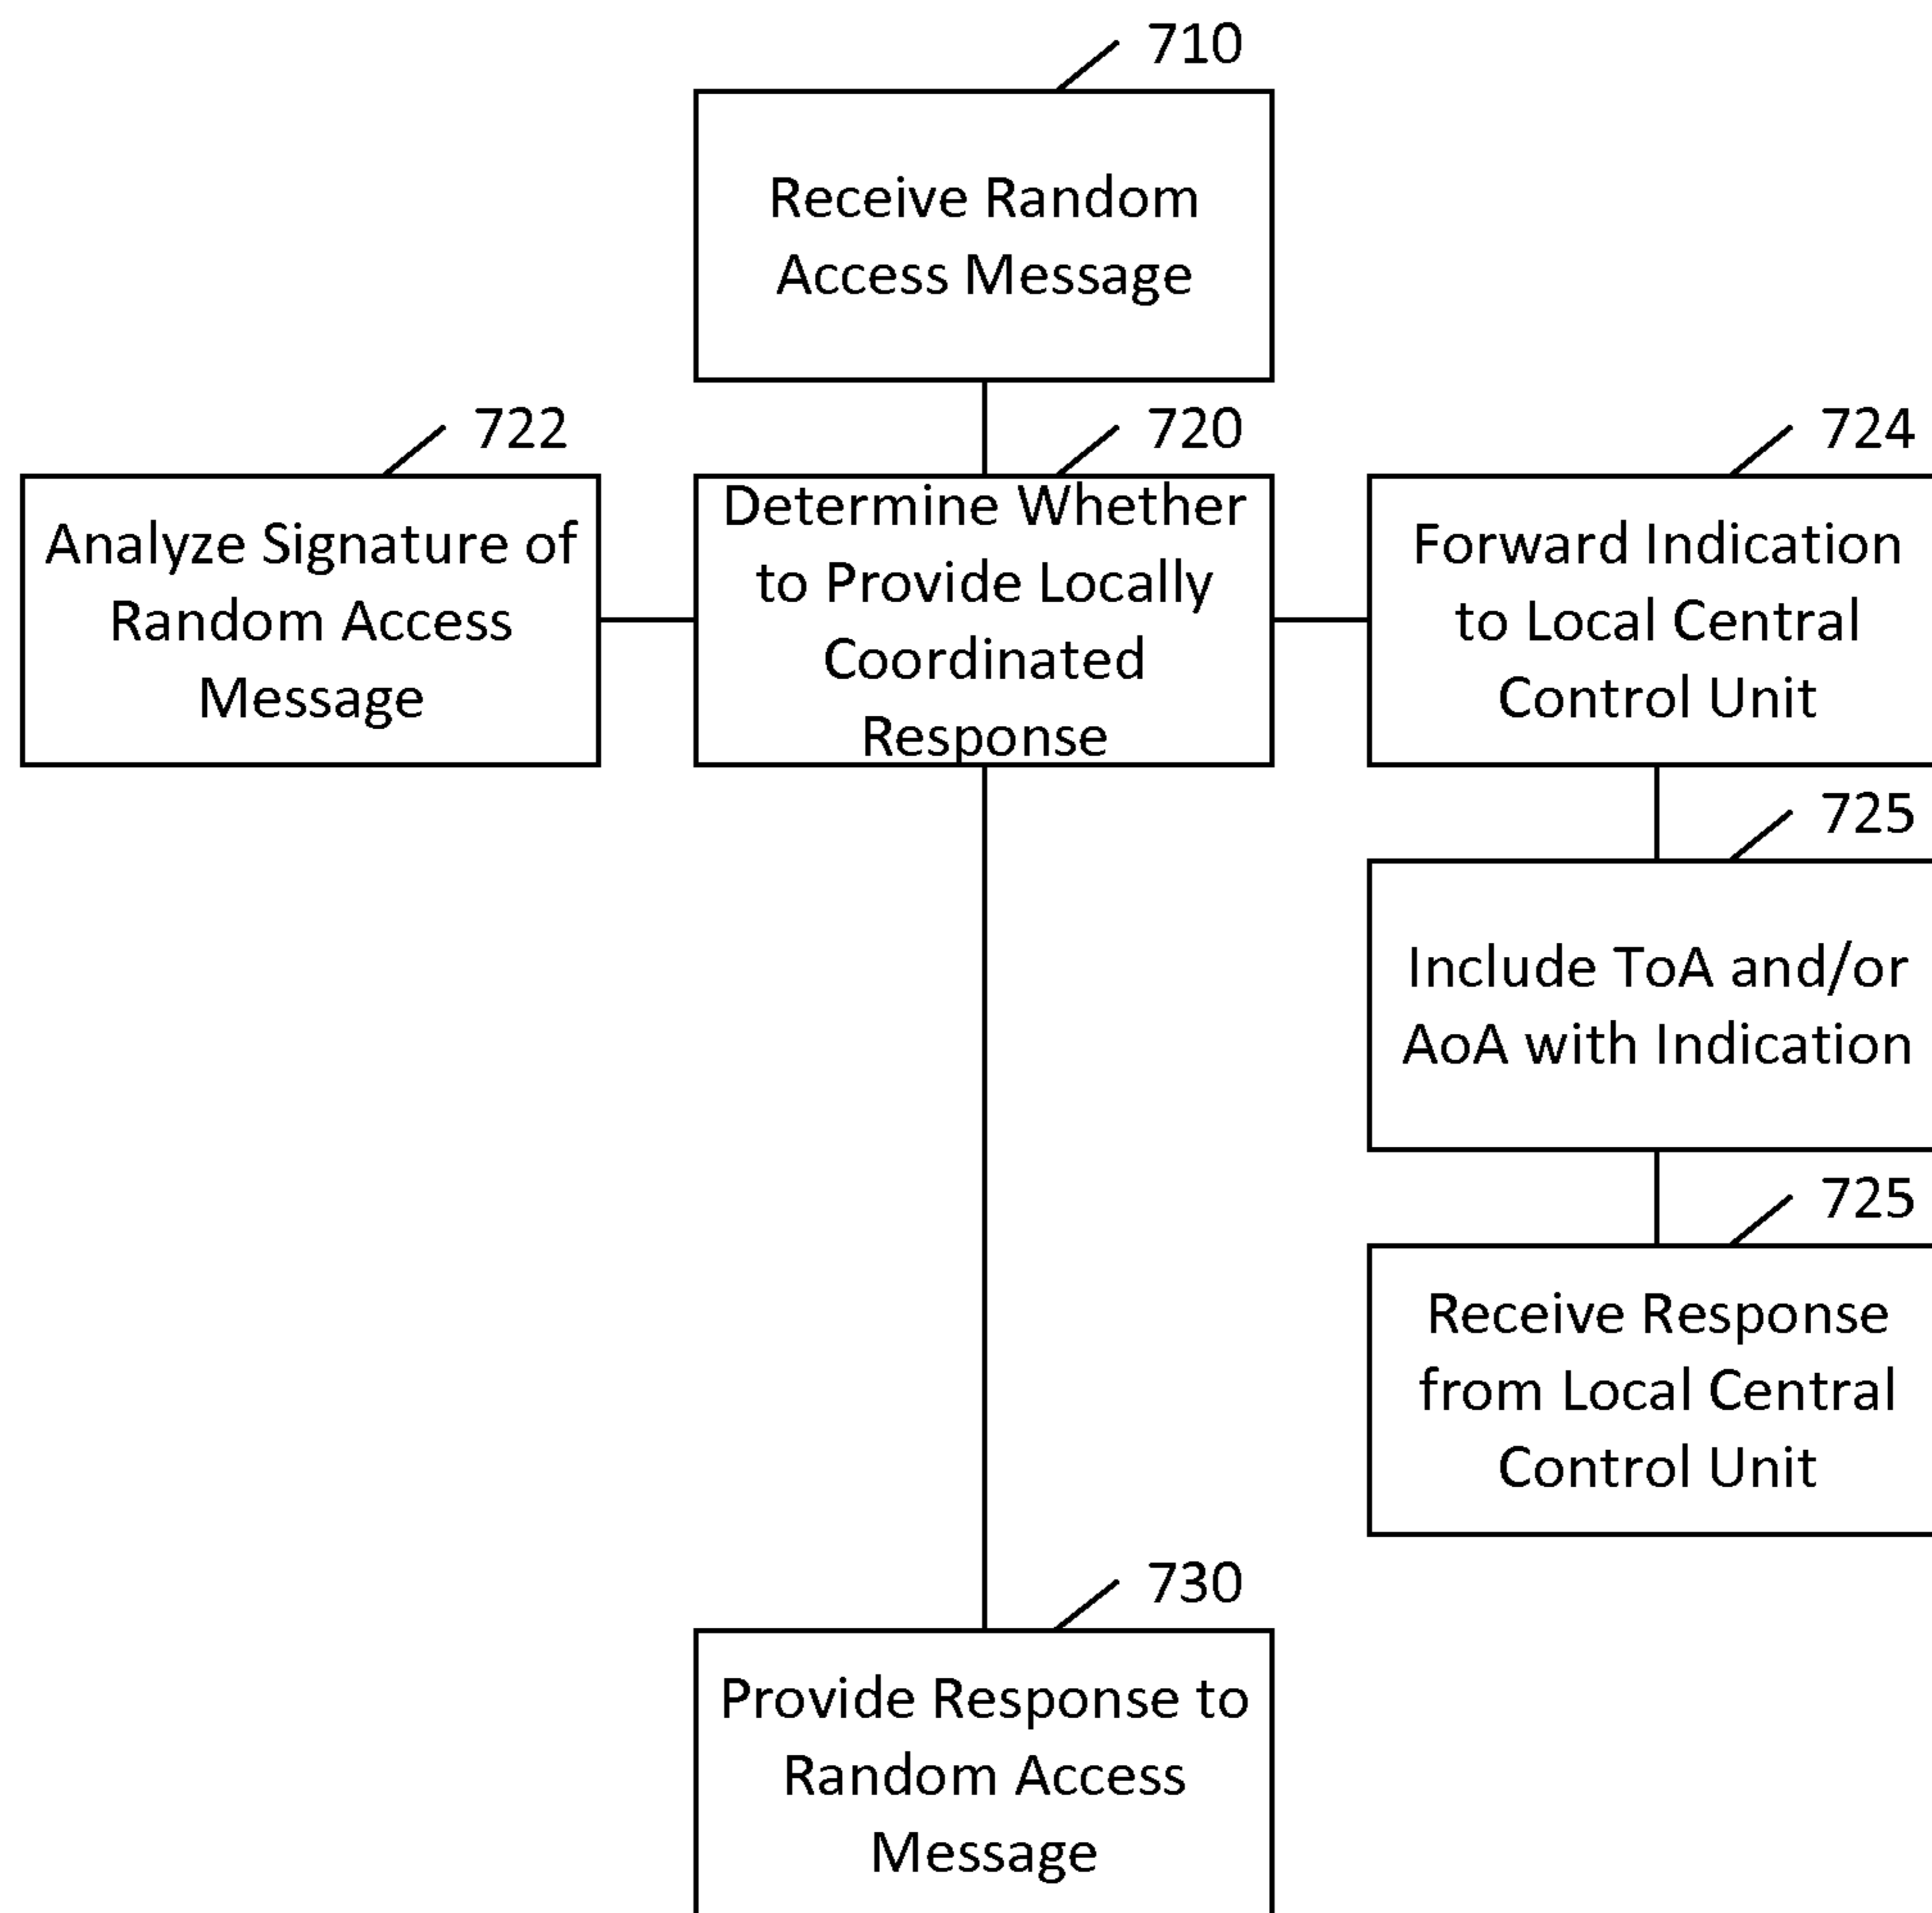 710
Receive Random
Access Message
722
Analyze Signature of
Random Access
Message
720
Determine Whether
to Provide Locally
Coordinated
Response
724
Forward Indication
to Local Central
Control Unit
725
Include ToA and/or
AoA with Indication
725
Receive Response
from Local Central
Control Unit
730
Provide Response to
Random Access
Message